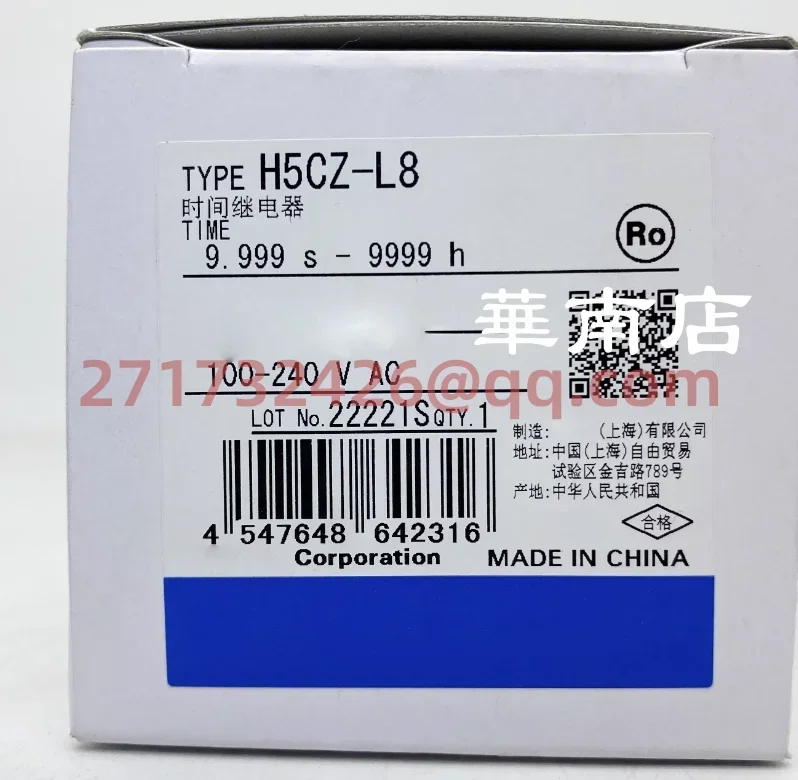 TYPE H5CZ-L8
时间继电器
TIME
9.999 s - 9999 h
Ro
華南店
100-240 V AC
271732426@qq.com
LOT No. 22221S QTY. 1
制造: (上海)有限公司
地址:中国(上海)自由贸易
试验区金吉路789号
产地:中华人民共和国
4 547648 642316
合格
Corporation MADE IN CHINA